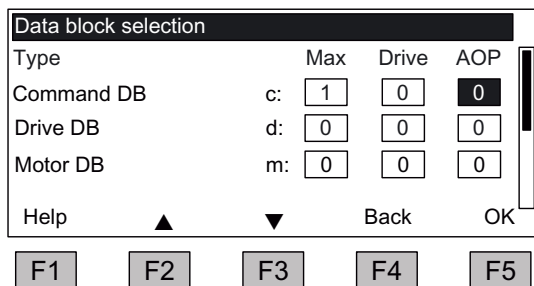 Data block selection
Type Max Drive AOP
Command DB c: 1 0 0
Drive DB d: 0 0 0
Motor DB m: 0 0 0
Help ▲ ▼ Back OK
F1 F2 F3 F4 F5